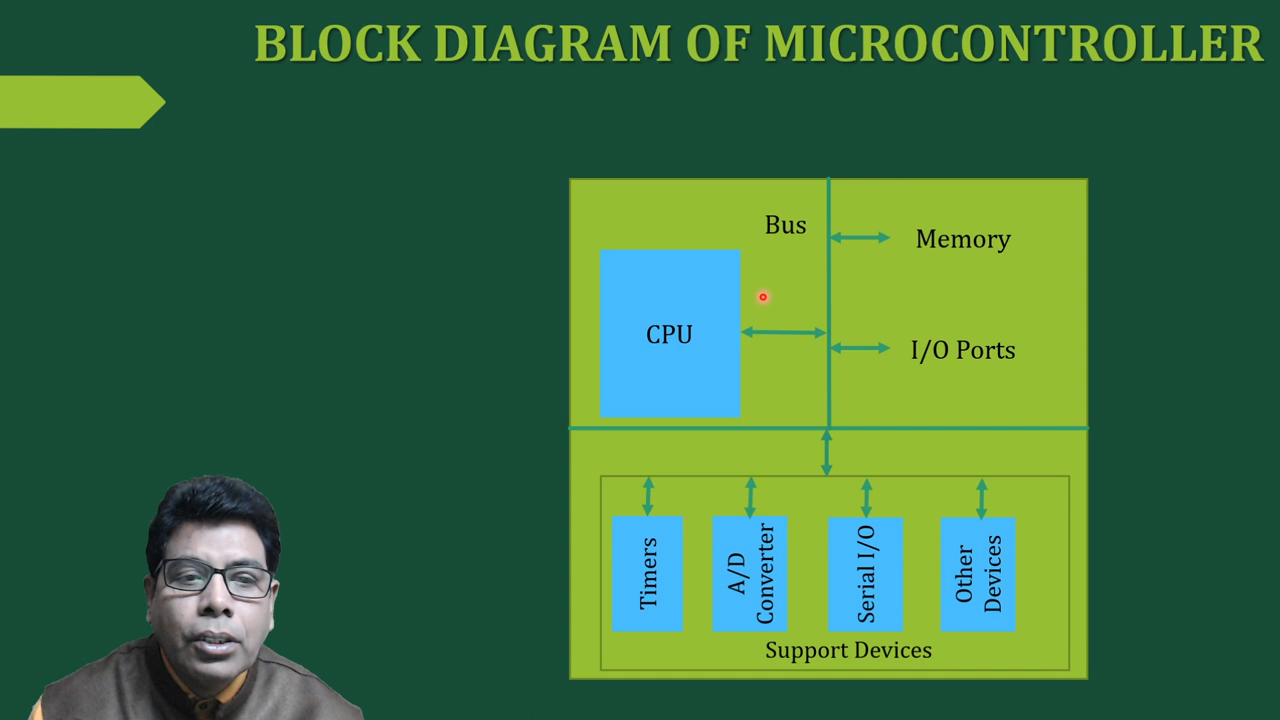 BLOCK DIAGRAM OF MICROCONTROLLER
Bus
Memory
CPU
I/O Ports
Timers
A/D
Converter
Serial I/O
Other
Devices
Support Devices